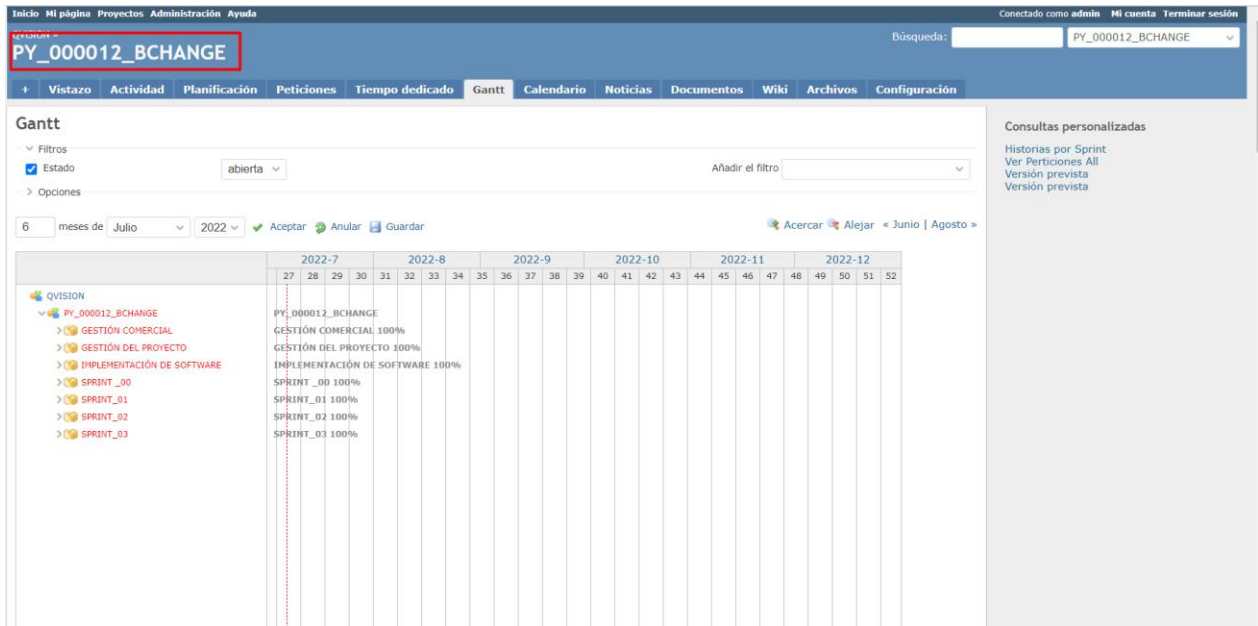 Inicio Mi página Proyectos Administración Ayuda
Conectado como admin Mi cuenta Terminar sesión
QVISION »
PY_000012_BCHANGE
Búsqueda:
PY_000012_BCHANGE
+ Vistazo Actividad Planificación Peticiones Tiempo dedicado Gantt Calendario Noticias Documentos Wiki Archivos Configuración
Gantt
Filtros
Estado
abierta
Añadir el filtro
Opciones
6 meses de Julio 2022 Aceptar Anular Guardar
Acercar Alejar « Junio | Agosto »
2022-7 2022-8 2022-9 2022-10 2022-11 2022-12
27 28 29 30 31 32 33 34 35 36 37 38 39 40 41 42 43 44 45 46 47 48 49 50 51 52
QVISION
PY_000012_BCHANGE PY_000012_BCHANGE
GESTIÓN COMERCIAL GESTIÓN COMERCIAL 100%
GESTIÓN DEL PROYECTO GESTIÓN DEL PROYECTO 100%
IMPLEMENTACIÓN DE SOFTWARE IMPLEMENTACIÓN DE SOFTWARE 100%
SPRINT _00 SPRINT _00 100%
SPRINT_01 SPRINT_01 100%
SPRINT_02 SPRINT_02 100%
SPRINT_03 SPRINT_03 100%
Consultas personalizadas
Historias por Sprint
Ver Perticiones All
Versión prevista
Versión prevista